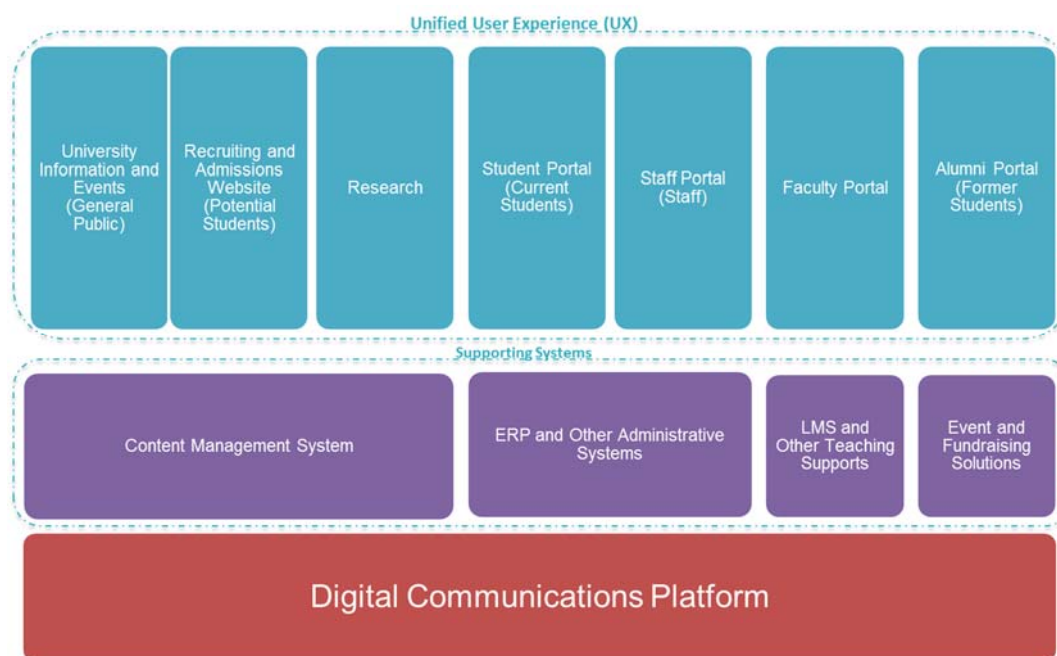 Unified User Experience (UX)
University
Information and
Events
(General
Public)
Recruiting and
Admissions
Website
(Potential
Students)
Research
Student Portal
(Current
Students)
Staff Portal
(Staff)
Faculty Portal
Alumni Portal
(Former
Students)
Supporting Systems
Content Management System
ERP and Other Administrative
Systems
LMS and
Other Teaching
Supports
Event and
Fundraising
Solutions
Digital Communications Platform